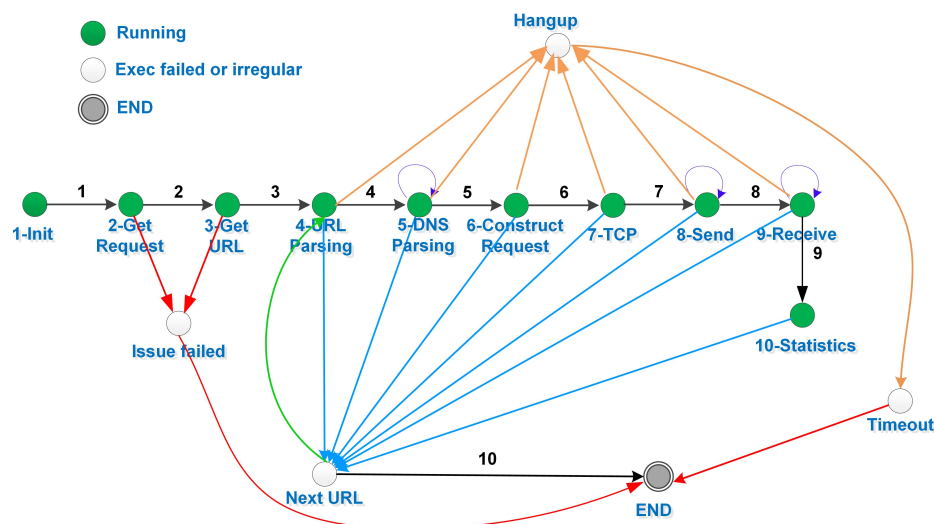 Hangup
Running
Exec failed or irregular
END
1
2
3
4
5
6
7
8
1-Init
2-Get
Request
3-Get
URL
4-URL
Parsing
5-DNS
Parsing
6-Construct
Request
7-TCP
8-Send
9-Receive
9
Issue failed
10-Statistics
Timeout
10
Next URL
END